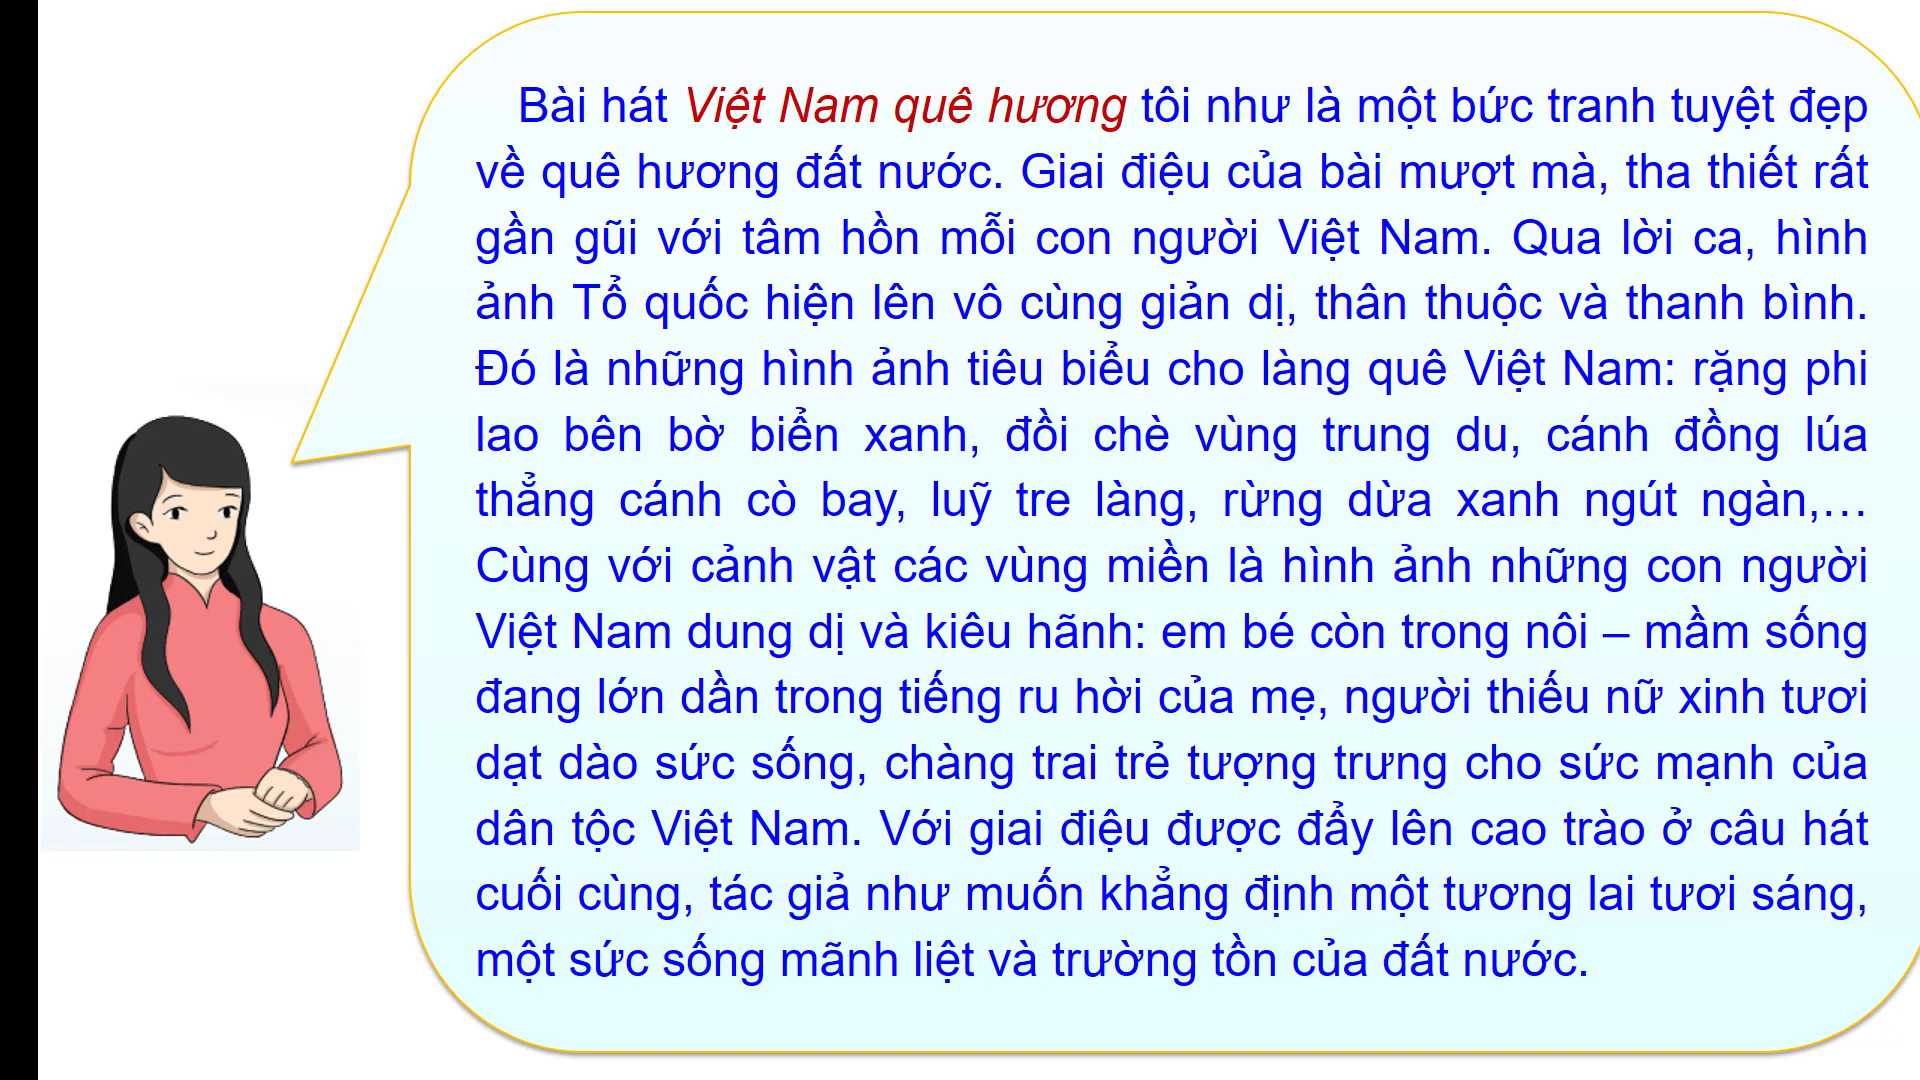 Bài hát Việt Nam quê hương tôi như là một bức tranh tuyệt đẹp
về quê hương đất nước. Giai điệu của bài mượt mà, tha thiết rất
gần gũi với tâm hồn mỗi con người Việt Nam. Qua lời ca, hình
ảnh Tổ quốc hiện lên vô cùng giản dị, thân thuộc và thanh bình.
Đó là những hình ảnh tiêu biểu cho làng quê Việt Nam: rặng phi
lao bên bờ biển xanh, đồi chè vùng trung du, cánh đồng lúa
thẳng cánh cò bay, luỹ tre làng, rừng dừa xanh ngút ngàn,…
Cùng với cảnh vật các vùng miền là hình ảnh những con người
Việt Nam dung dị và kiêu hãnh: em bé còn trong nôi – mầm sống
đang lớn dần trong tiếng ru hời của mẹ, người thiếu nữ xinh tươi
dạt dào sức sống, chàng trai trẻ tượng trưng cho sức mạnh của
dân tộc Việt Nam. Với giai điệu được đẩy lên cao trào ở câu hát
cuối cùng, tác giả như muốn khẳng định một tương lai tươi sáng,
một sức sống mãnh liệt và trường tồn của đất nước.